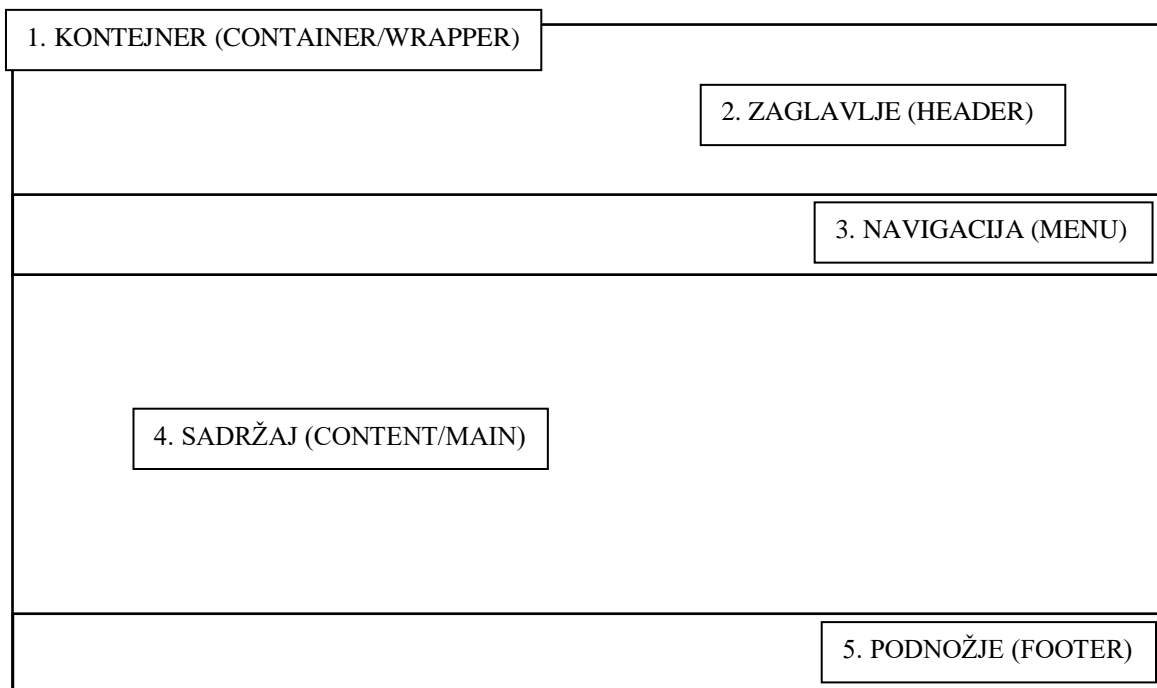 1. KONTEJNER (CONTAINER/WRAPPER)
2. ZAGLAVLJE (HEADER)
3. NAVIGACIJA (MENU)
4. SADRŽAJ (CONTENT/MAIN)
5. PODNOŽJE (FOOTER)